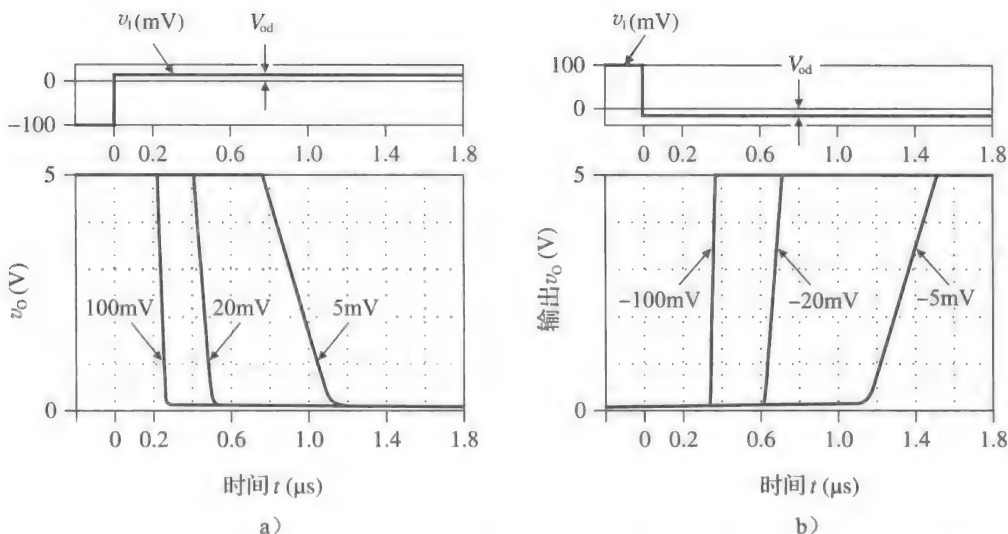 vI(mV)
Vod
0
−100
0 0.2 0.6 1.0 1.4 1.8
5
vO(V)
100mV 20mV 5mV
0
0 0.2 0.6 1.0 1.4 1.8
时间 t (μs)
a）
vI(mV)
100
Vod
0
0 0.2 0.6 1.0 1.4 1.8
5
输出vO(V)
−100mV −20mV −5mV
0
0 0.2 0.6 1.0 1.4 1.8
时间 t (μs)
b）